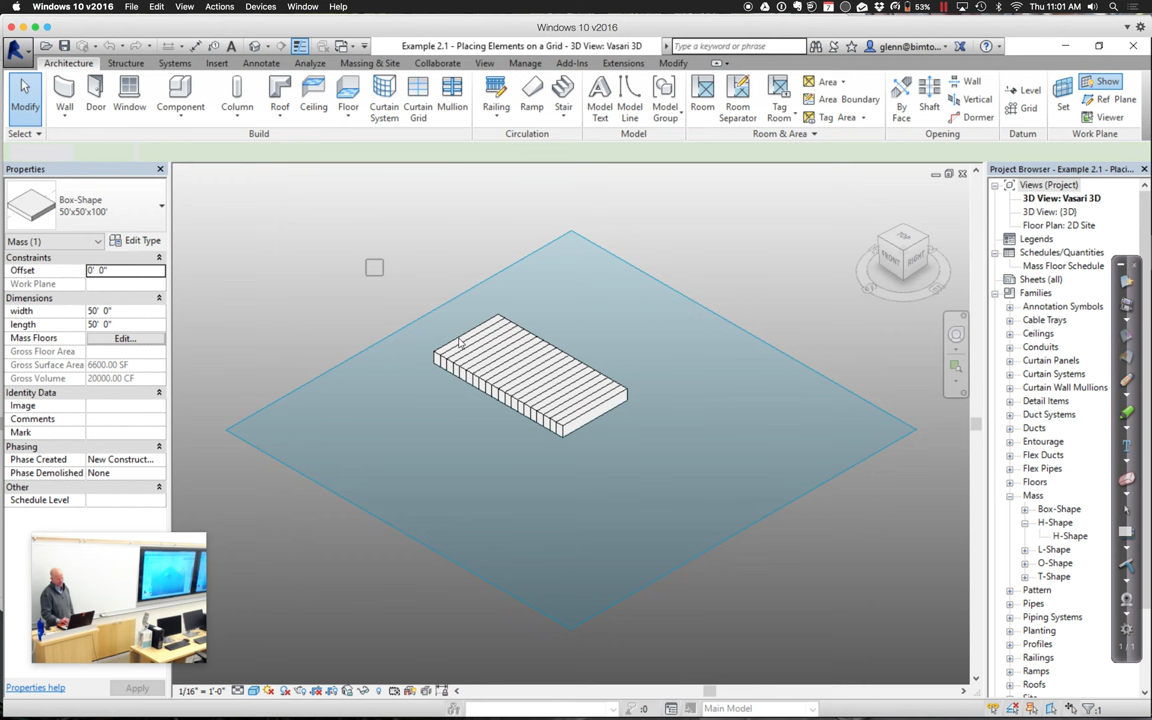 Windows 10 v2016 File Edit View Actions Devices Window Help
7 53% Thu 11:01 AM
Windows 10 v2016
Example 2.1 - Placing Elements on a Grid - 3D View: Vasari 3D
Type a keyword or phrase
glenn@bimto...
Architecture Structure Systems Insert Annotate Analyze Massing & Site Collaborate View Manage Add-Ins Extensions Modify
Modify Wall Door Window Component Column Roof Ceiling Floor Curtain System Curtain Grid Mullion Railing Ramp Stair Model Text Model Line Model Group Room Room Separator Tag Room
Area
Area Boundary
Tag Area
By Face Shaft
Wall
Vertical
Dormer
Level
Grid
Set
Show
Ref Plane
Viewer
Select Build Circulation Model Room & Area Opening Datum Work Plane
Properties
Box-Shape
50'x50'x100'
Mass (1) Edit Type
Constraints
Offset 0' 0"
Work Plane
Dimensions
width 50' 0"
length 50' 0"
Mass Floors Edit...
Gross Floor Area
Gross Surface Area 6600.00 SF
Gross Volume 20000.00 CF
Identity Data
Image
Comments
Mark
Phasing
Phase Created New Construct...
Phase Demolished None
Other
Schedule Level
Properties help Apply
TOP
FRONT RIGHT
1/16" = 1'-0"
:0
Main Model
:1
Project Browser - Example 2.1 - Placi...
Views (Project)
3D View: Vasari 3D
3D View: {3D}
Floor Plan: 2D Site
Legends
Schedules/Quantities
Mass Floor Schedule
Sheets (all)
Families
Annotation Symbols
Cable Trays
Ceilings
Conduits
Curtain Panels
Curtain Systems
Curtain Wall Mullions
Detail Items
Duct Systems
Ducts
Entourage
Flex Ducts
Flex Pipes
Floors
Mass
Box-Shape
H-Shape
H-Shape
L-Shape
O-Shape
T-Shape
Pattern
Pipes
Piping Systems
Planting
Profiles
Railings
Ramps
Roofs
1 / 1